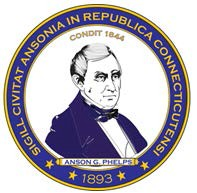 SIGILL CIVITAT ANSONIA IN REPUBLICA CONNECTICUTENSI
CONDIT 1844
ANSON G. PHELPS
1893